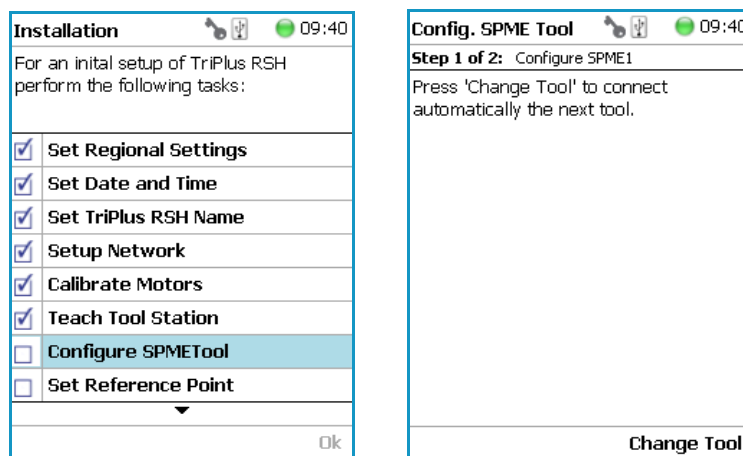 Installation 09:40
For an inital setup of TriPlus RSH
perform the following tasks:
Set Regional Settings
Set Date and Time
Set TriPlus RSH Name
Setup Network
Calibrate Motors
Teach Tool Station
Configure SPMETool
Set Reference Point
Ok
Config. SPME Tool 09:40
Step 1 of 2: Configure SPME1
Press 'Change Tool' to connect
automatically the next tool.
Change Tool